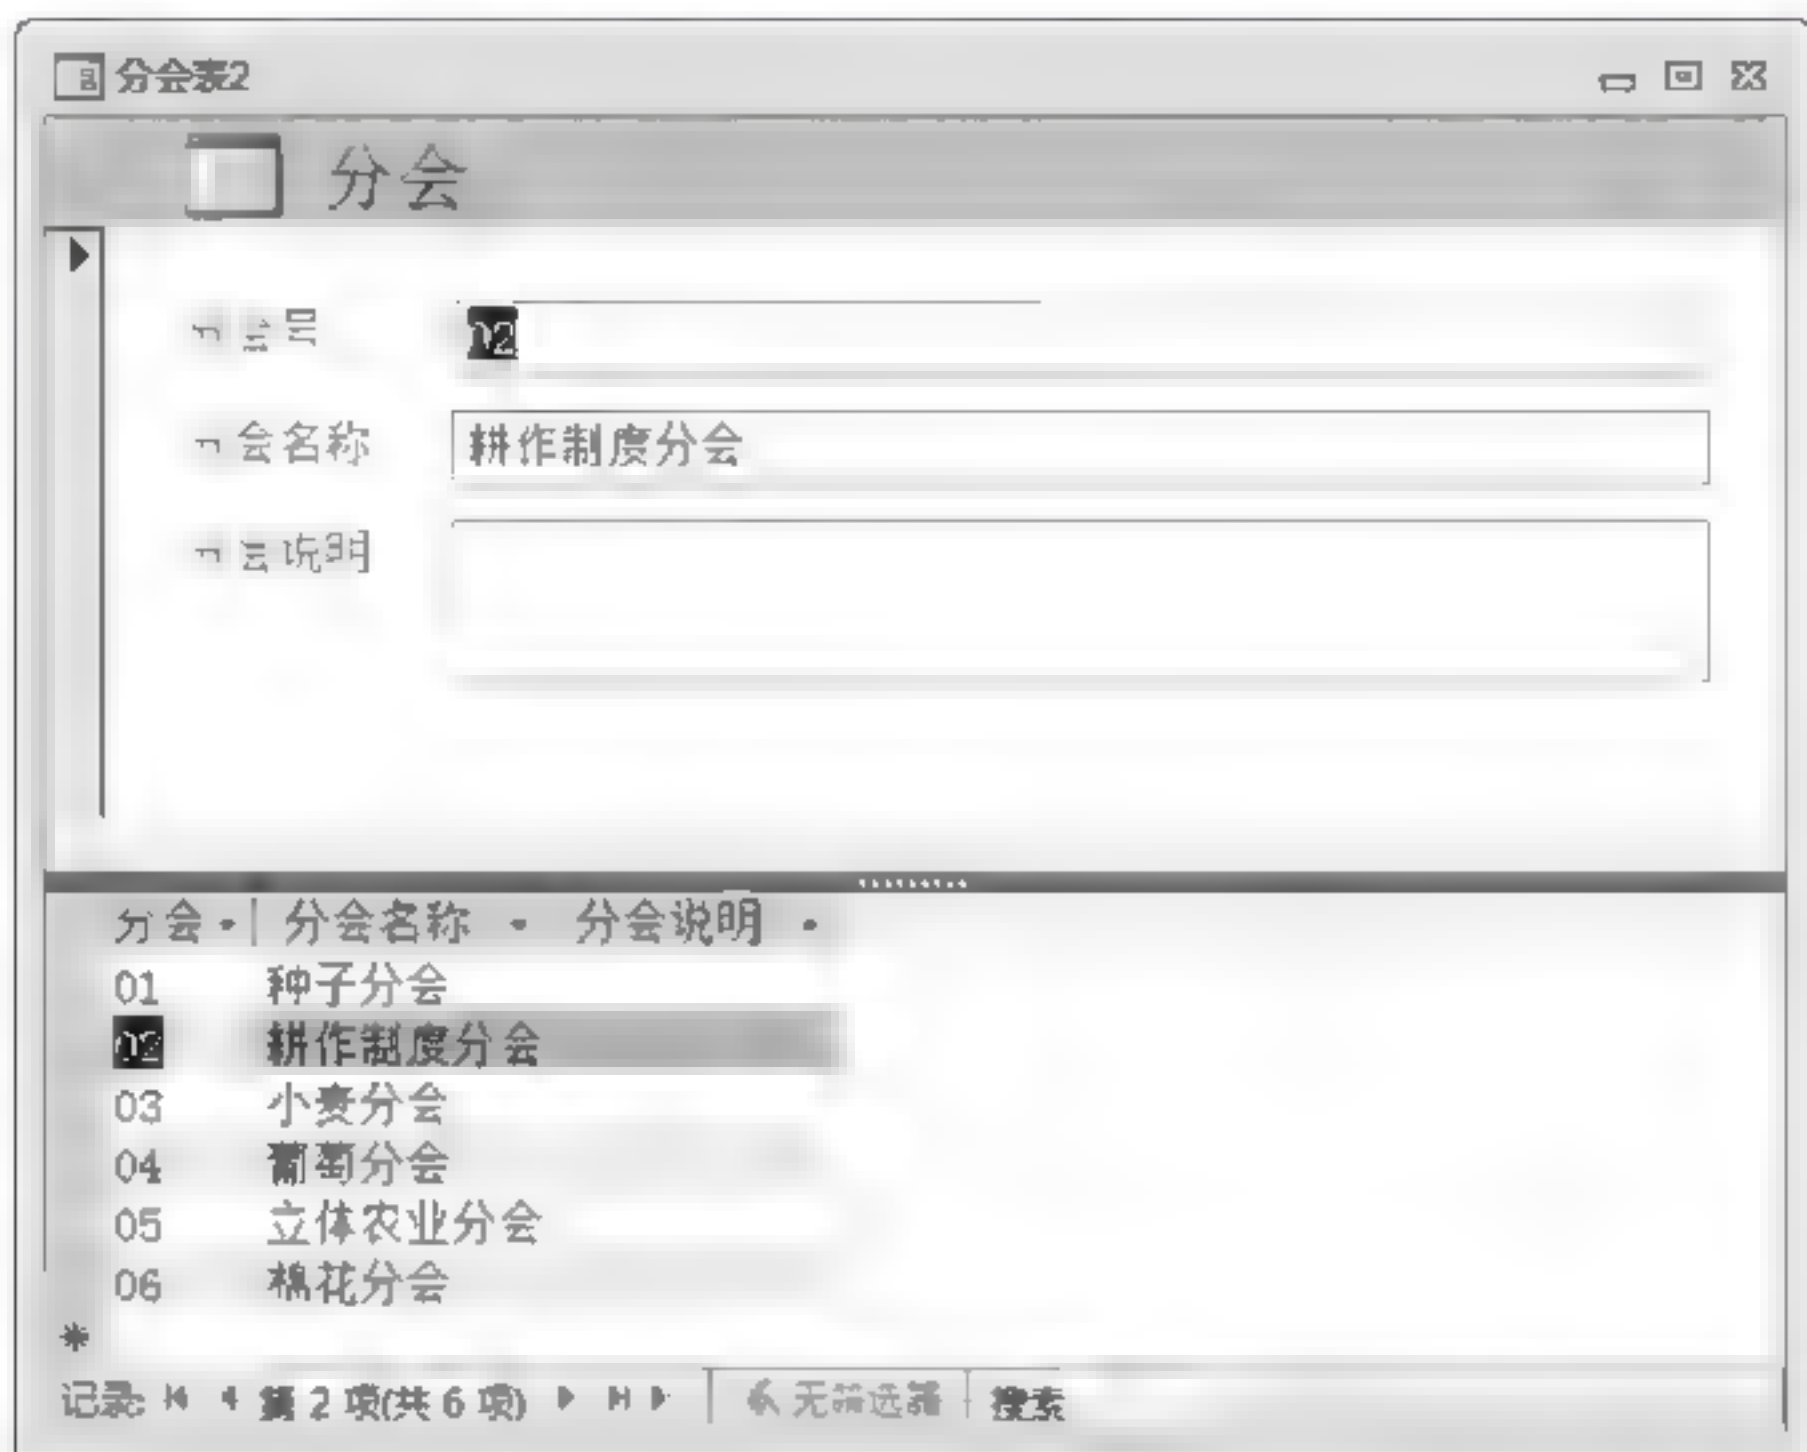 分会表2
分会
02
会名称 耕作制度分会
说明
分会 分会名称 分会说明
01 种子分会
02 耕作制度分会
03 小麦分会
04 葡萄分会
05 立体农业分会
06 棉花分会
记录: 第 2 项(共 6 项) 无筛选器 搜索